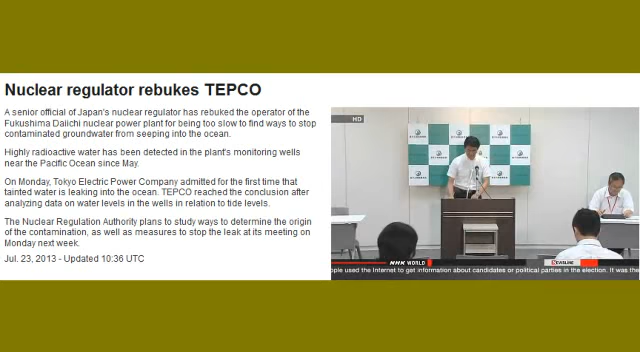 Nuclear regulator rebukes TEPCO
A senior official of Japan's nuclear regulator has rebuked the operator of the
Fukushima Daiichi nuclear power plant for being too slow to find ways to stop
contaminated groundwater from seeping into the ocean.
Highly radioactive water has been detected in the plant's monitoring wells
near the Pacific Ocean since May.
On Monday, Tokyo Electric Power Company admitted for the first time that
tainted water is leaking into the ocean. TEPCO reached the conclusion after
analyzing data on water levels in the wells in relation to tide levels.
The Nuclear Regulation Authority plans to study ways to determine the origin
of the contamination, as well as measures to stop the leak at its meeting on
Monday next week.
Jul. 23, 2013 - Updated 10:36 UTC
HD
NHK WORLD
NEWSLINE
ople used the Internet to get information about candidates or political parties in the election. It was the